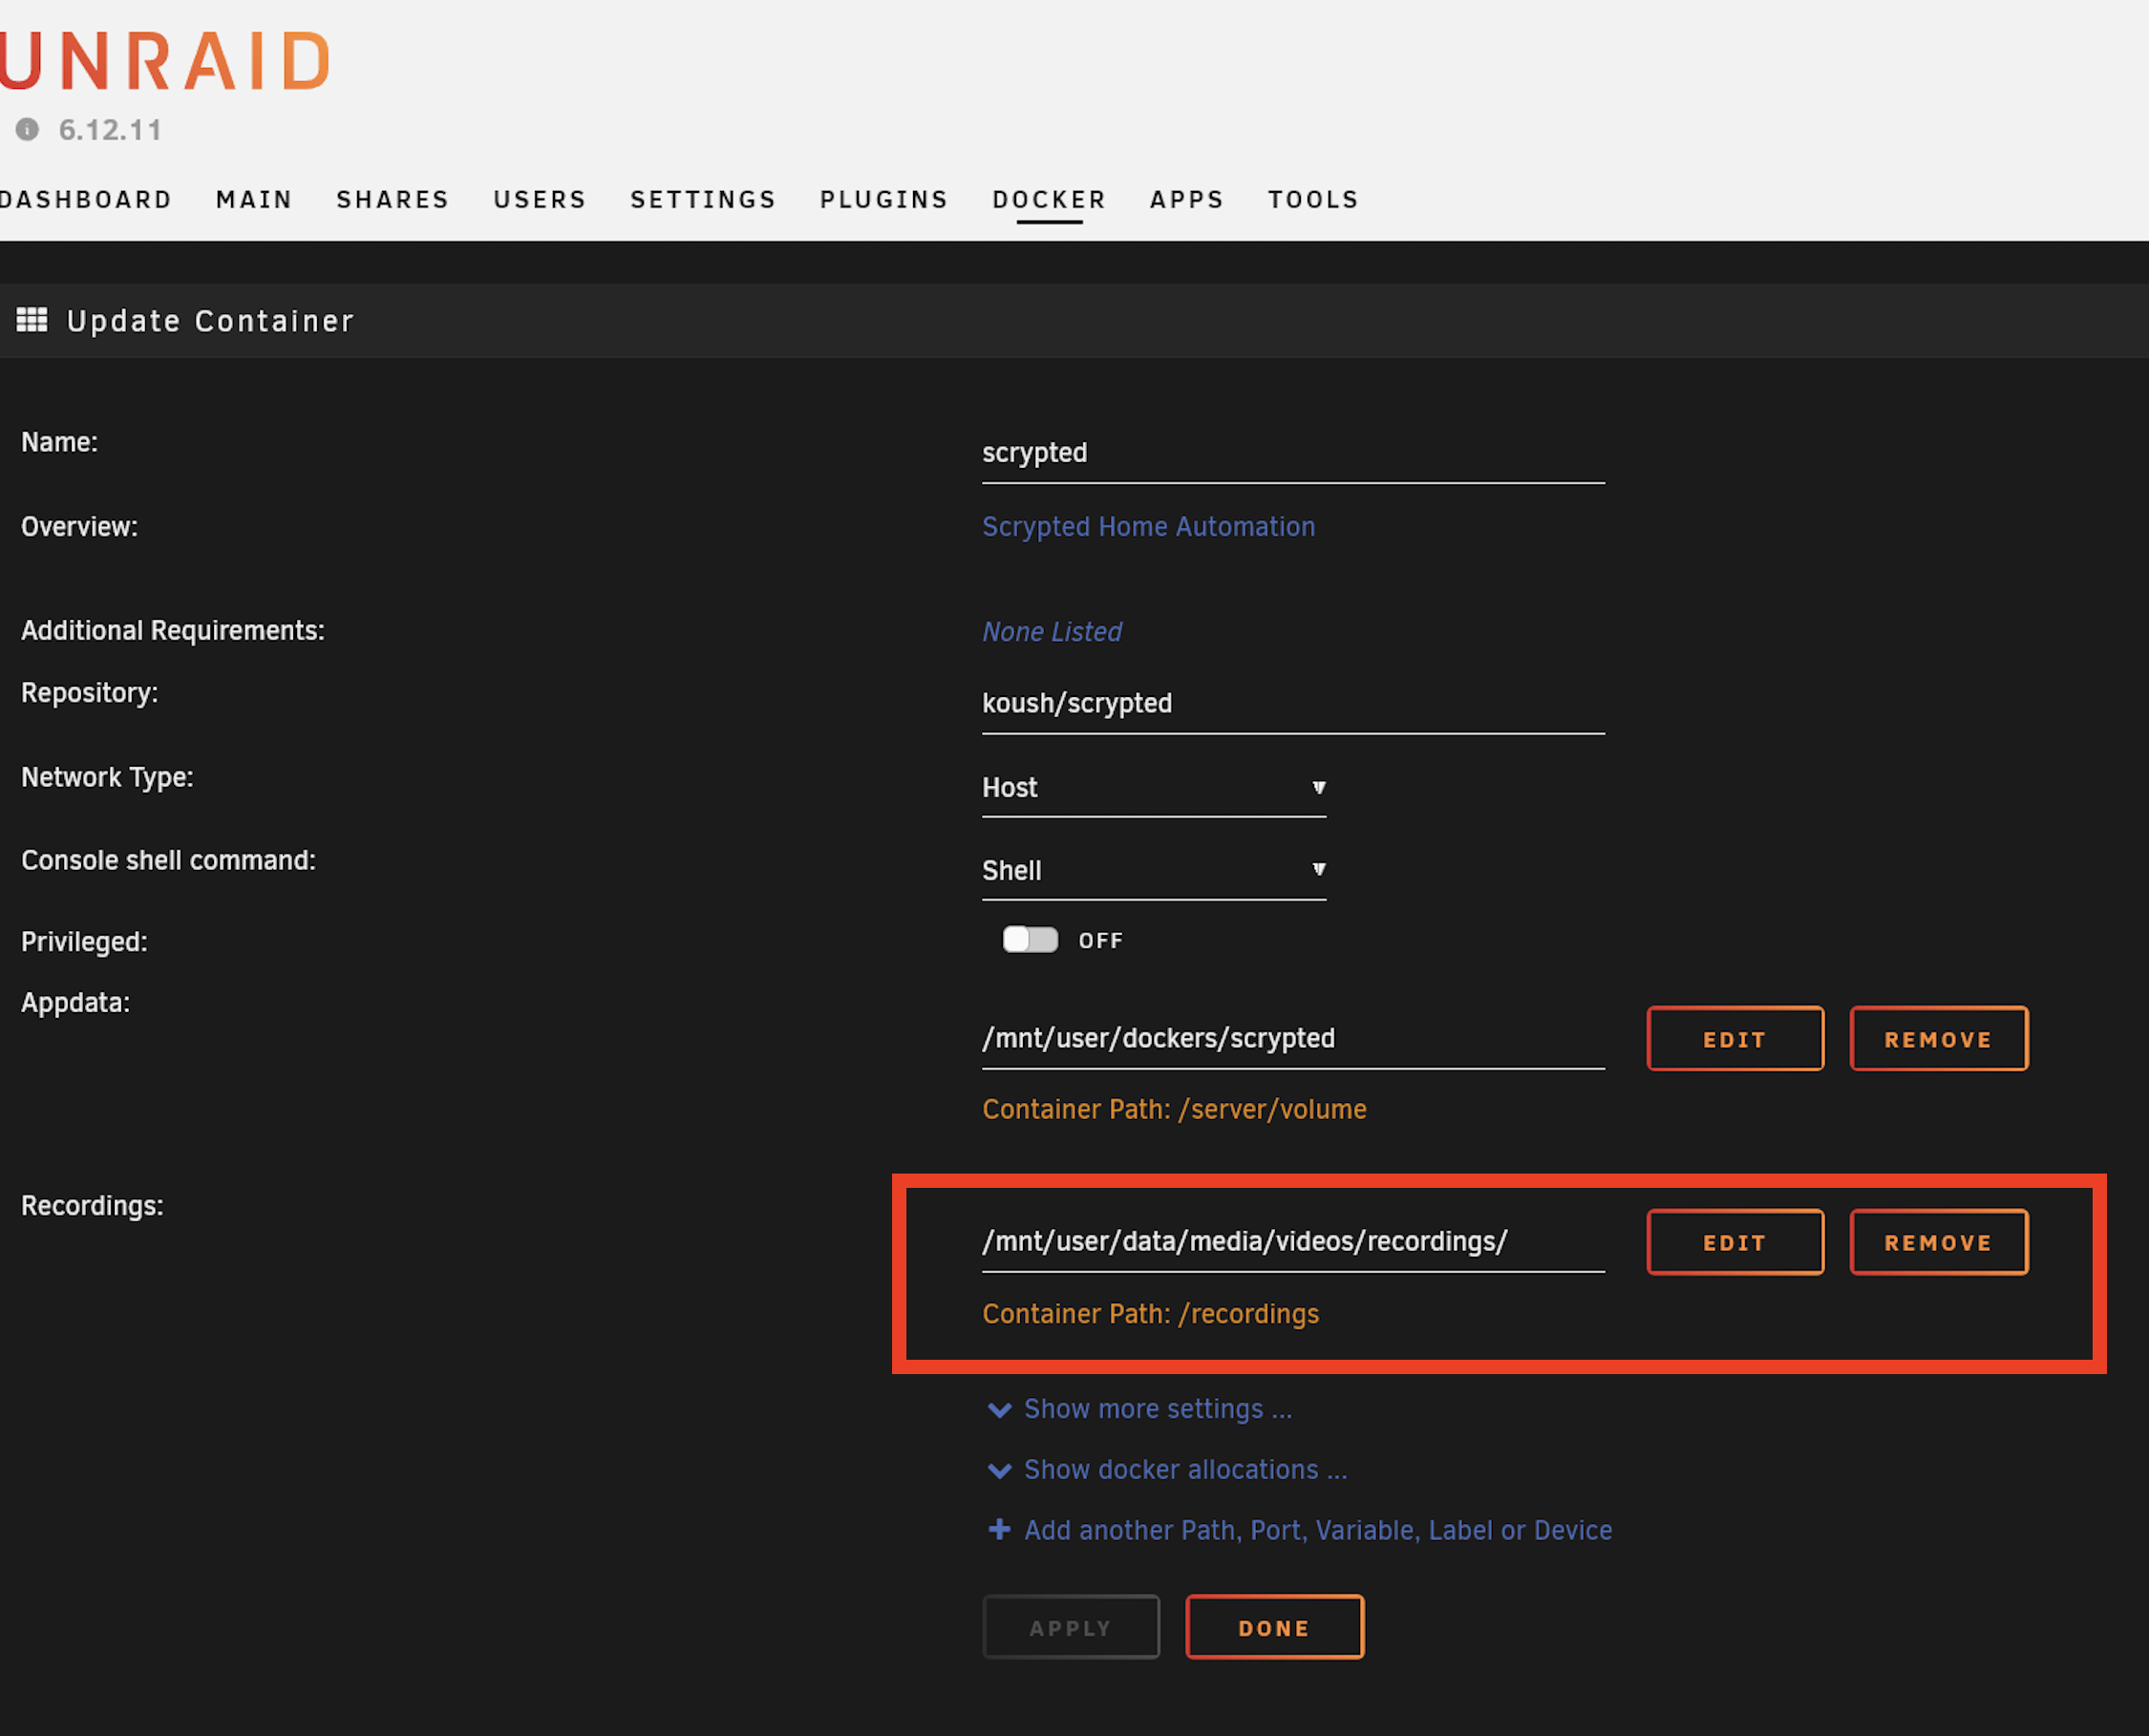 UNRAID
6.12.11
DASHBOARD MAIN SHARES USERS SETTINGS PLUGINS DOCKER APPS TOOLS
Update Container
Name:
scrypted
Overview:
Scrypted Home Automation
Additional Requirements:
None Listed
Repository:
koush/scrypted
Network Type:
Host
Console shell command:
Shell
Privileged:
OFF
Appdata:
/mnt/user/dockers/scrypted EDIT REMOVE
Container Path: /server/volume
Recordings:
/mnt/user/data/media/videos/recordings/ EDIT REMOVE
Container Path: /recordings
Show more settings ...
Show docker allocations ...
Add another Path, Port, Variable, Label or Device
APPLY DONE